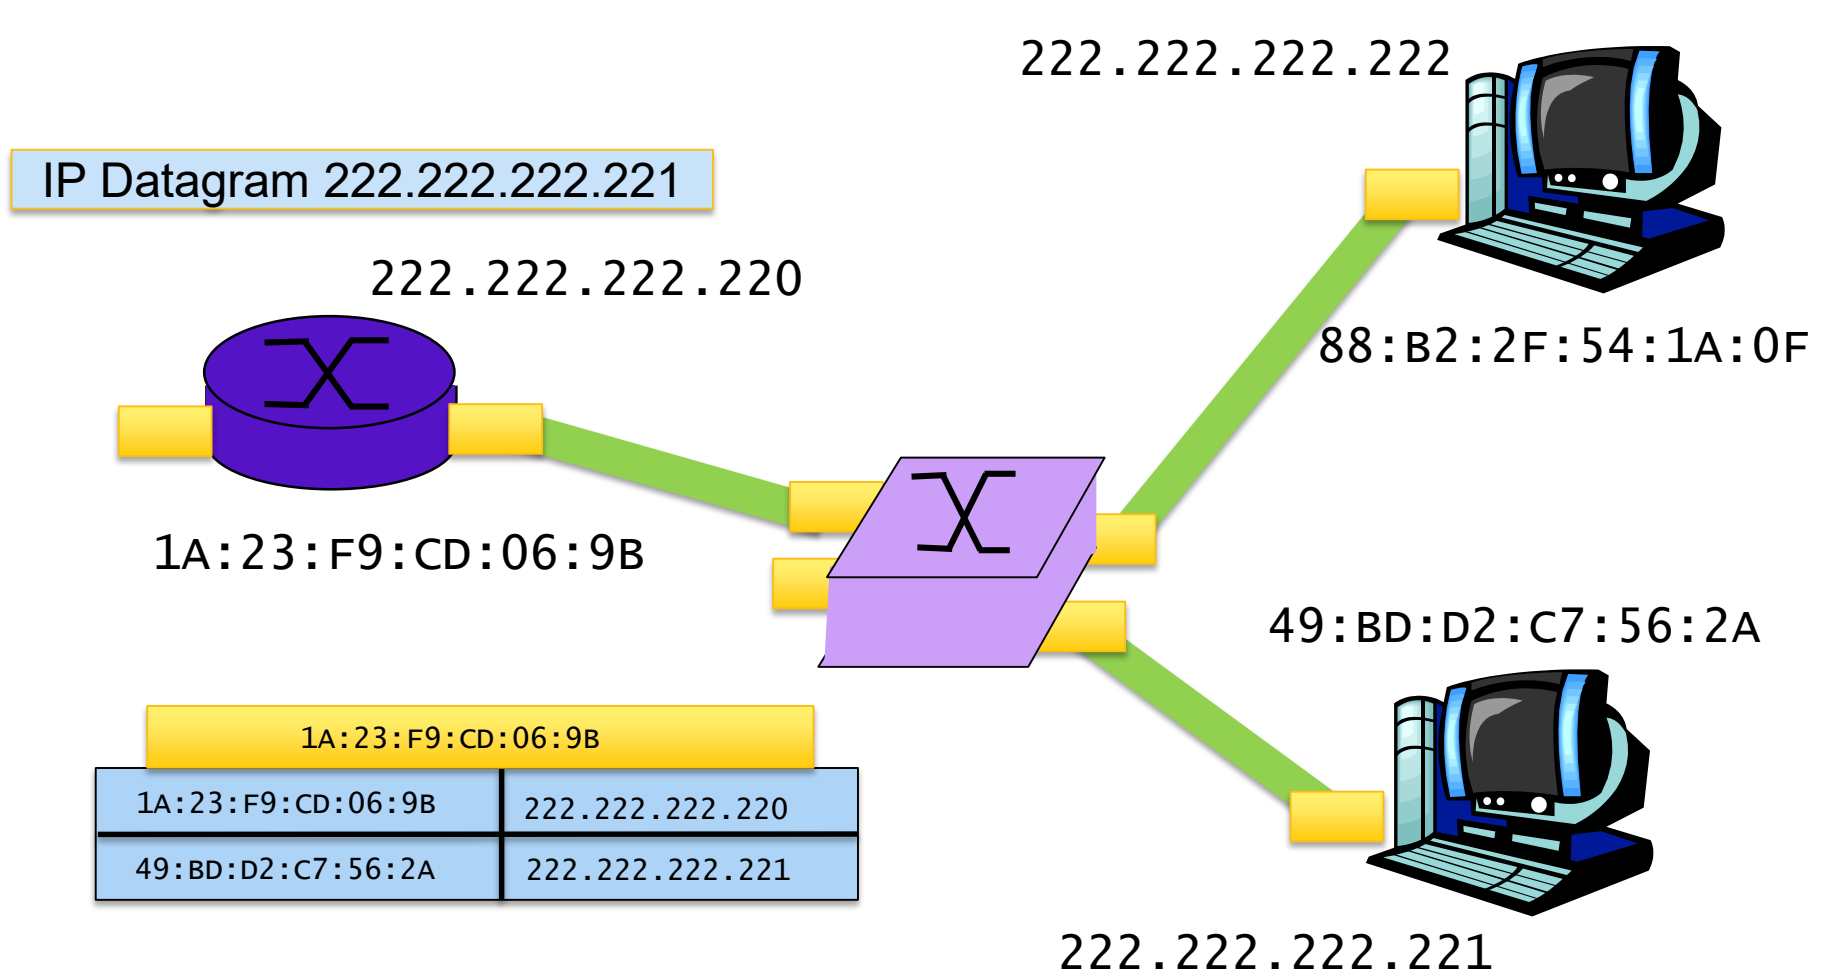 222.222.222.222
IP Datagram 222.222.222.221
222.222.222.220
88:B2:2F:54:1A:0F
1A:23:F9:CD:06:9B
49:BD:D2:C7:56:2A
1A:23:F9:CD:06:9B
1A:23:F9:CD:06:9B 222.222.222.220
49:BD:D2:C7:56:2A 222.222.222.221
222.222.222.221